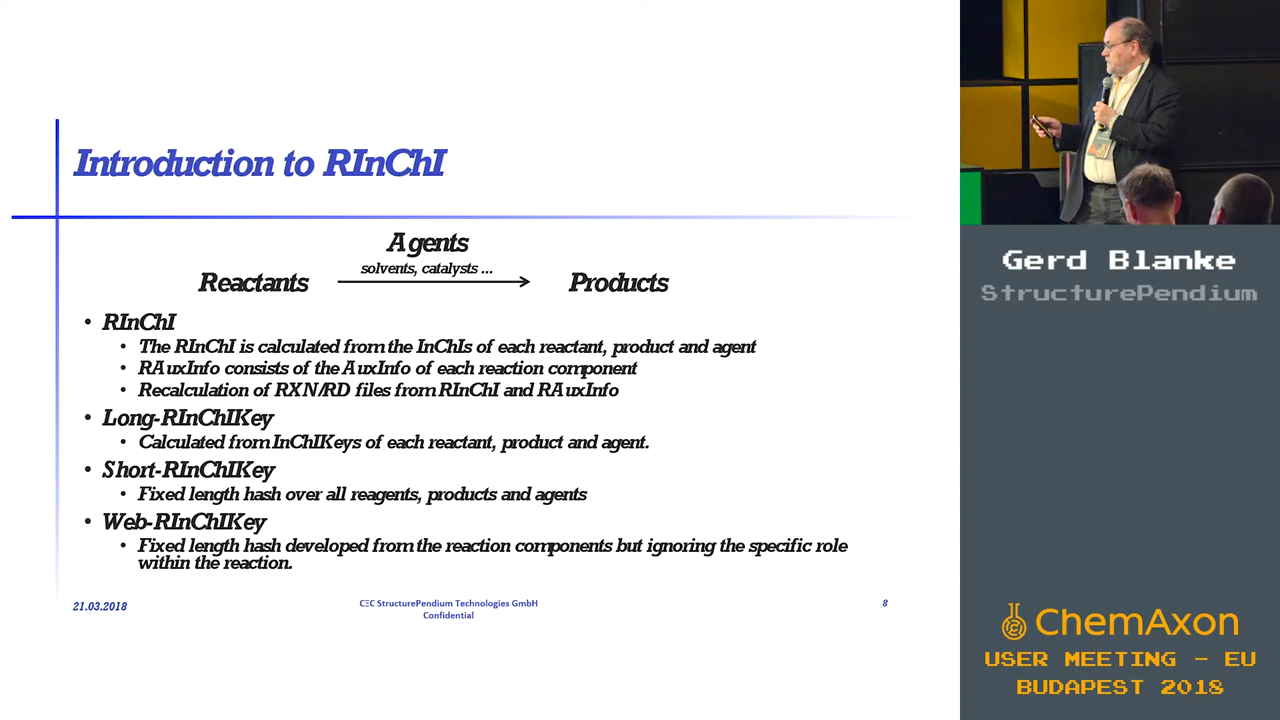 Introduction to RInChI
Agents
solvents, catalysts ...
Reactants
Products
• RInChI
• The RInChI is calculated from the InChIs of each reactant, product and agent
• RAuxInfo consists of the AuxInfo of each reaction component
• Recalculation of RXN/RD files from RInChI and RAuxInfo
• Long-RInChIKey
• Calculated from InChIKeys of each reactant, product and agent.
• Short-RInChIKey
• Fixed length hash over all reagents, products and agents
• Web-RInChIKey
• Fixed length hash developed from the reaction components but ignoring the specific role
within the reaction.
21.03.2018
CΞC StructurePendium Technologies GmbH
Confidential
8
Gerd Blanke
StructurePendium
ChemAxon
USER MEETING - EU
BUDAPEST 2018